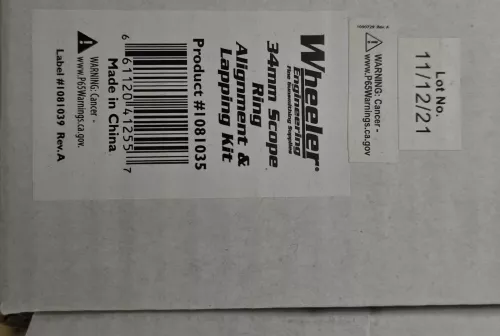 Wheeler®
Engineering
Fine Gunsmithing Supplies
34mm Scope
Ring
Alignment &
Lapping Kit
Product #1081035
6 61120 41255 7
WARNING: Cancer -
www.P65Warnings.ca.gov.
Made in China
Label #1081039 Rev.A
WARNING: Cancer -
www.P65Warnings.ca.gov
Lot No.
11/12/21